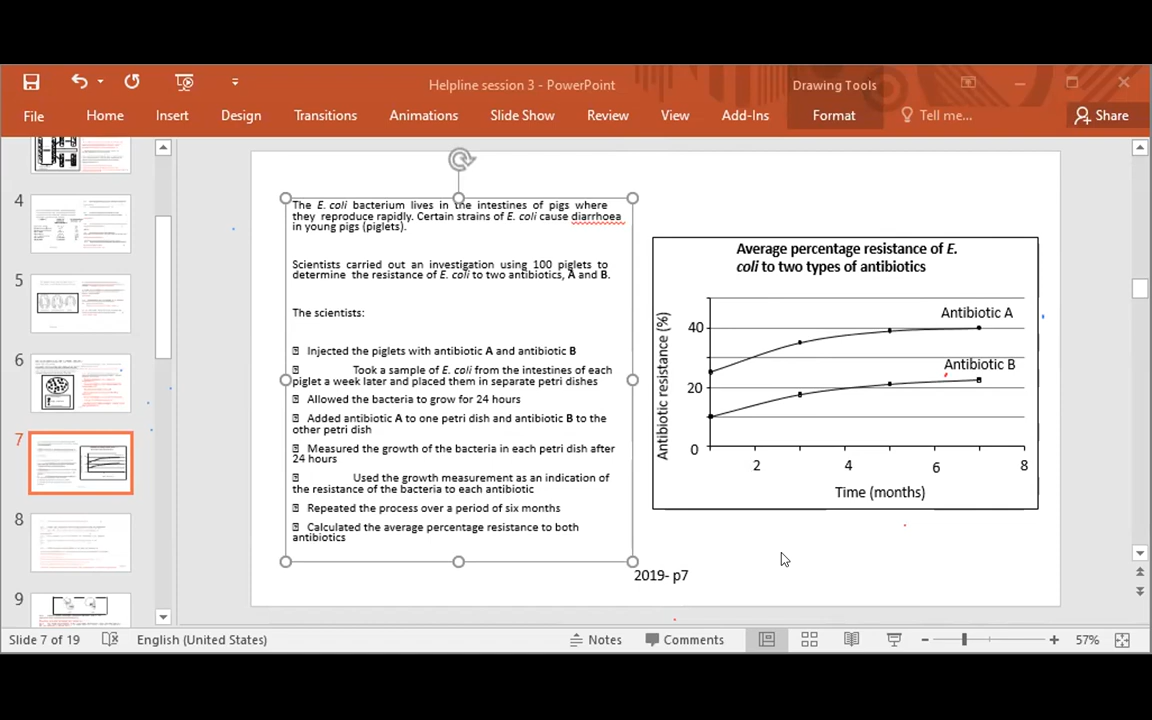 Helpline session 3 - PowerPoint
Drawing Tools
File
Home
Insert
Design
Transitions
Animations
Slide Show
Review
View
Add-Ins
Format
Tell me...
Share
4
5
6
7
8
9
The E. coli bacterium lives in the intestines of pigs where
they reproduce rapidly. Certain strains of E. coli cause diarrhoea
in young pigs (piglets).
Scientists carried out an investigation using 100 piglets to
determine the resistance of E. coli to two antibiotics, A and B.
The scientists:
Injected the piglets with antibiotic A and antibiotic B
Took a sample of E. coli from the intestines of each
piglet a week later and placed them in separate petri dishes
Allowed the bacteria to grow for 24 hours
Added antibiotic A to one petri dish and antibiotic B to the
other petri dish
Measured the growth of the bacteria in each petri dish after
24 hours
Used the growth measurement as an indication of
the resistance of the bacteria to each antibiotic
Repeated the process over a period of six months
Calculated the average percentage resistance to both
antibiotics
Average percentage resistance of E.
coli to two types of antibiotics
Antibiotic resistance (%)
Antibiotic A
40
Antibiotic B
20
0
2 4 6 8
Time (months)
2019- p7
Slide 7 of 19
English (United States)
Notes
Comments
57%